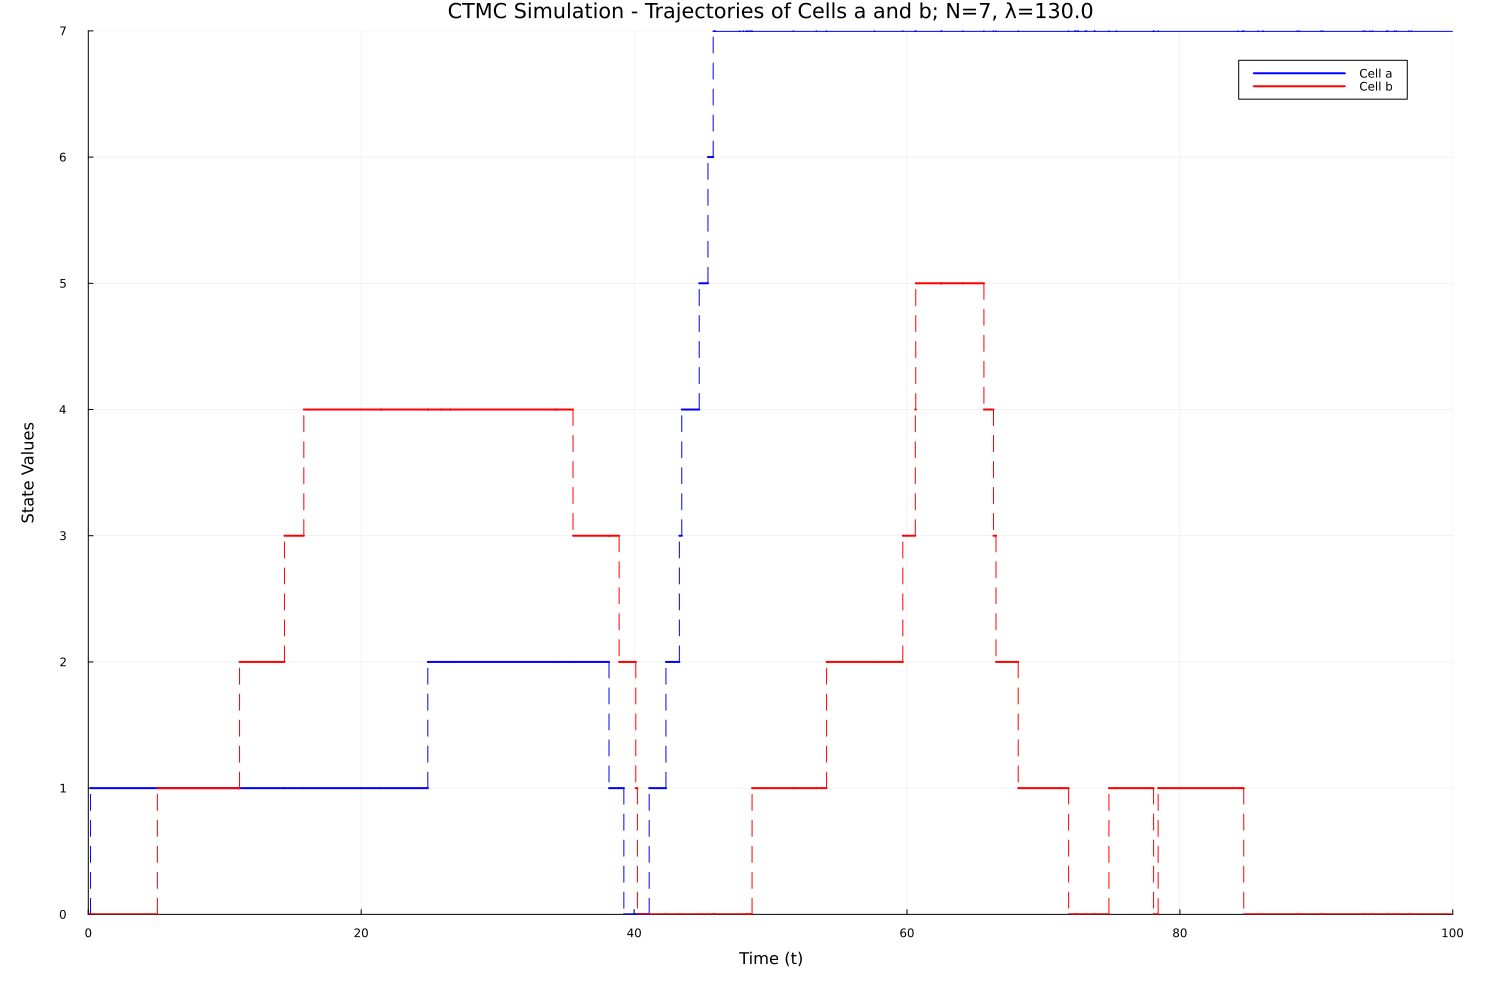 CTMC Simulation - Trajectories of Cells a and b; N=7, λ=130.0
7
Cell a
Cell b
6
5
4
State Values
3
2
1
0
0 20 40 60 80 100
Time (t)